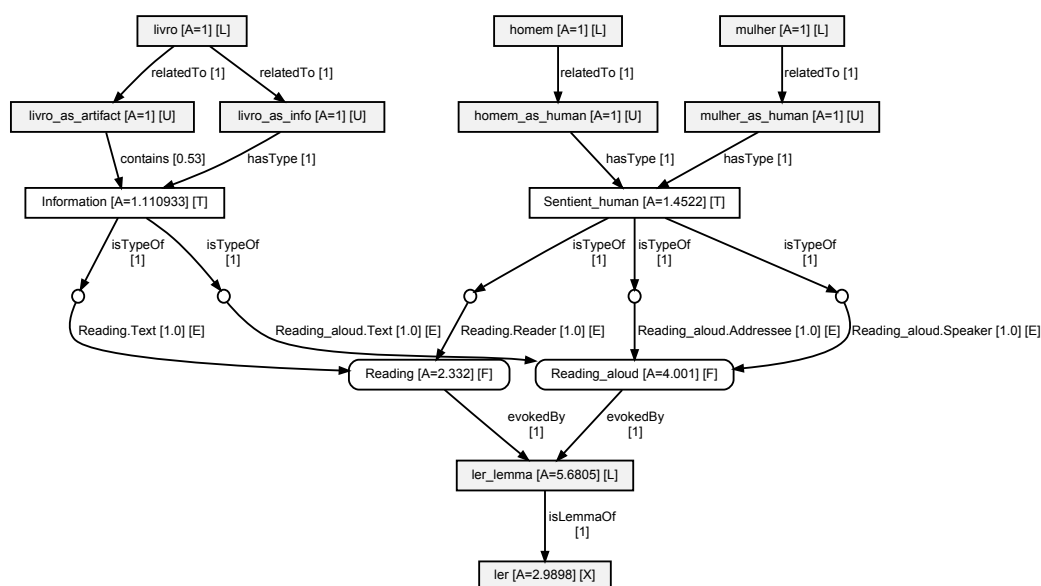 livro [A=1] [L]
homem [A=1] [L]
mulher [A=1] [L]
relatedTo [1]
relatedTo [1]
relatedTo [1]
relatedTo [1]
livro_as_artifact [A=1] [U]
livro_as_info [A=1] [U]
homem_as_human [A=1] [U]
mulher_as_human [A=1] [U]
contains [0.53]
hasType [1]
hasType [1]
hasType [1]
Information [A=1.110933] [T]
Sentient_human [A=1.4522] [T]
isTypeOf
[1]
isTypeOf
[1]
isTypeOf
[1]
isTypeOf
[1]
isTypeOf
[1]
Reading.Text [1.0] [E]
Reading_aloud.Text [1.0] [E]
Reading.Reader [1.0] [E]
Reading_aloud.Addressee [1.0] [E]
Reading_aloud.Speaker [1.0] [E]
Reading [A=2.332] [F]
Reading_aloud [A=4.001] [F]
evokedBy
[1]
evokedBy
[1]
ler_lemma [A=5.6805] [L]
isLemmaOf
[1]
ler [A=2.9898] [X]